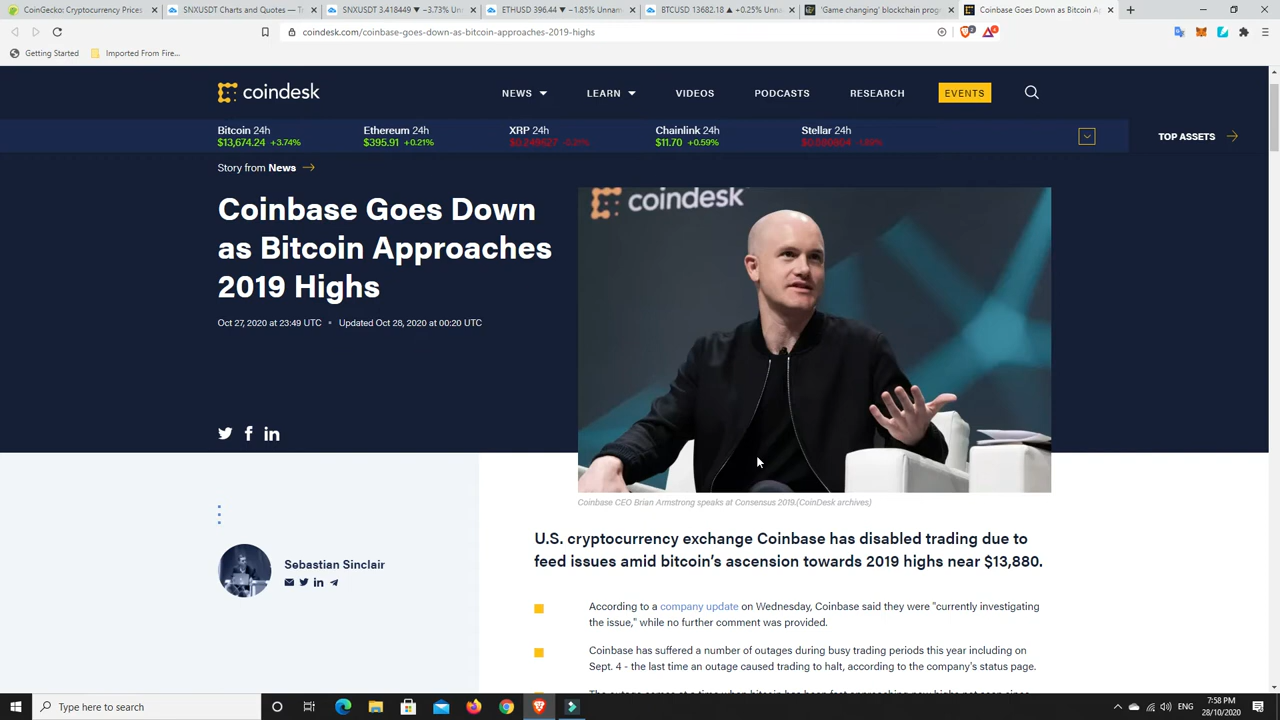 CoinGecko: Cryptocurrency Prices
SNXUSDT Charts and Quotes — T
SNXUSDT 3.418449 ▼ −3.73% Unn
ETHUSD 396.44 ▼ −1.85% Unnam
BTCUSD 13682.18 ▲ +0.25% Unna
'Game changing' blockchain prog
Coinbase Goes Down as Bitcoin Ap
coindesk.com/coinbase-goes-down-as-bitcoin-approaches-2019-highs
Getting Started
Imported From Fire...
coindesk
NEWS
LEARN
VIDEOS
PODCASTS
RESEARCH
EVENTS
Bitcoin 24h
$13,674.24 +3.74%
Ethereum 24h
$395.91 +0.21%
XRP 24h
Chainlink 24h
$11.70 +0.59%
Stellar 24h
TOP ASSETS
Story from News
Coinbase Goes Down
as Bitcoin Approaches
2019 Highs
Oct 27, 2020 at 23:49 UTC • Updated Oct 28, 2020 at 00:20 UTC
coindesk
Coinbase CEO Brian Armstrong speaks at Consensus 2019.(CoinDesk archives)
Sebastian Sinclair
U.S. cryptocurrency exchange Coinbase has disabled trading due to
feed issues amid bitcoin's ascension towards 2019 highs near $13,880.
According to a company update on Wednesday, Coinbase said they were "currently investigating
the issue," while no further comment was provided.
Coinbase has suffered a number of outages during busy trading periods this year including on
Sept. 4 - the last time an outage caused trading to halt, according to the company's status page.
Type here to search
ENG
7:58 PM
28/10/2020